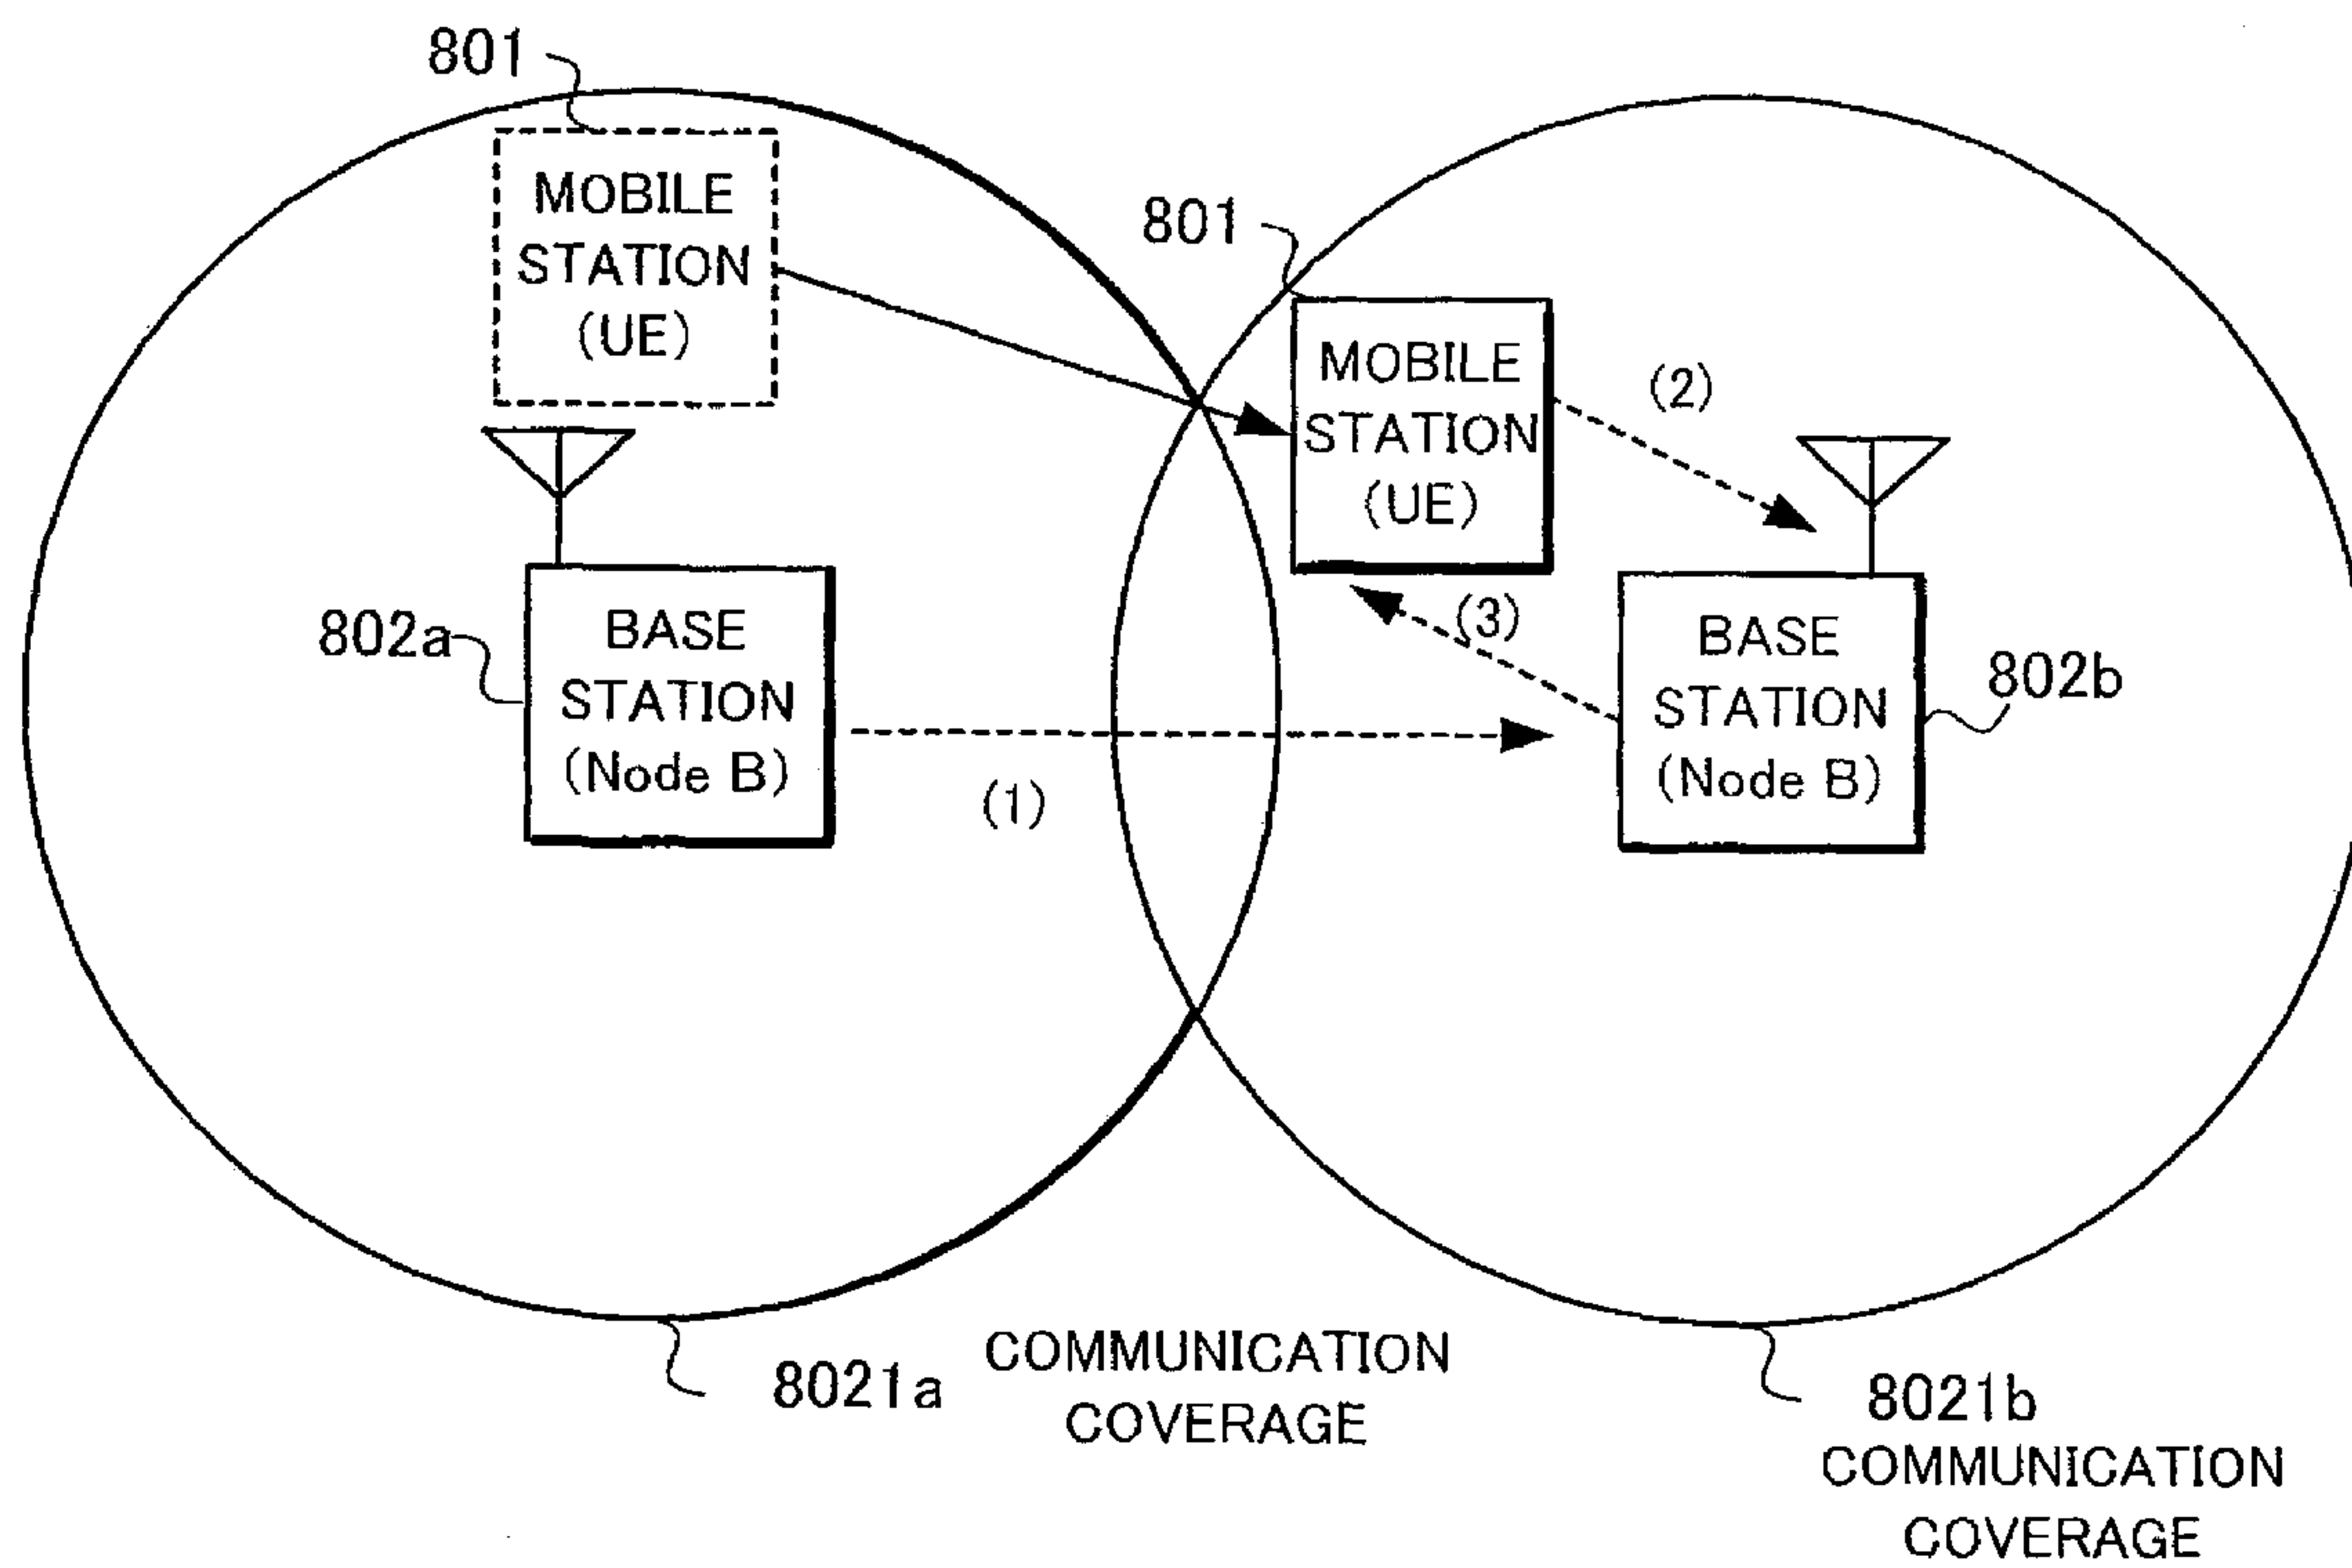 801
MOBILE
STATION
(UE)
801
MOBILE
STATION
(UE)
(2)
802a
BASE
STATION
(Node B)
(1)
(3)
BASE
STATION
(Node B)
802b
8021a
COMMUNICATION
COVERAGE
8021b
COMMUNICATION
COVERAGE